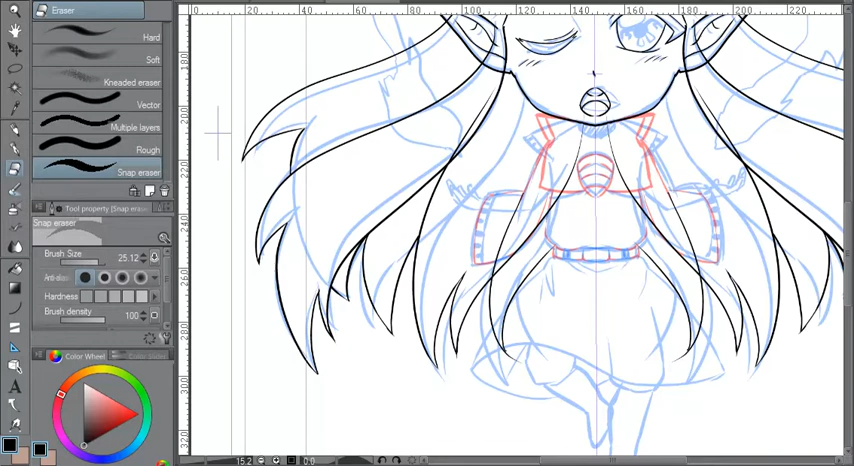 Eraser
Hard
Soft
Kneaded eraser
Vector
Multiple layers
Rough
Snap eraser
Tool property [Snap eraser
Snap eraser
Brush Size 25.12
Hardness
Brush density 100
Color Wheel
0 20 40 60 80 100 120 140 160 180 200 220
180
200
220
240
260
280
300
320
15.2 0.0